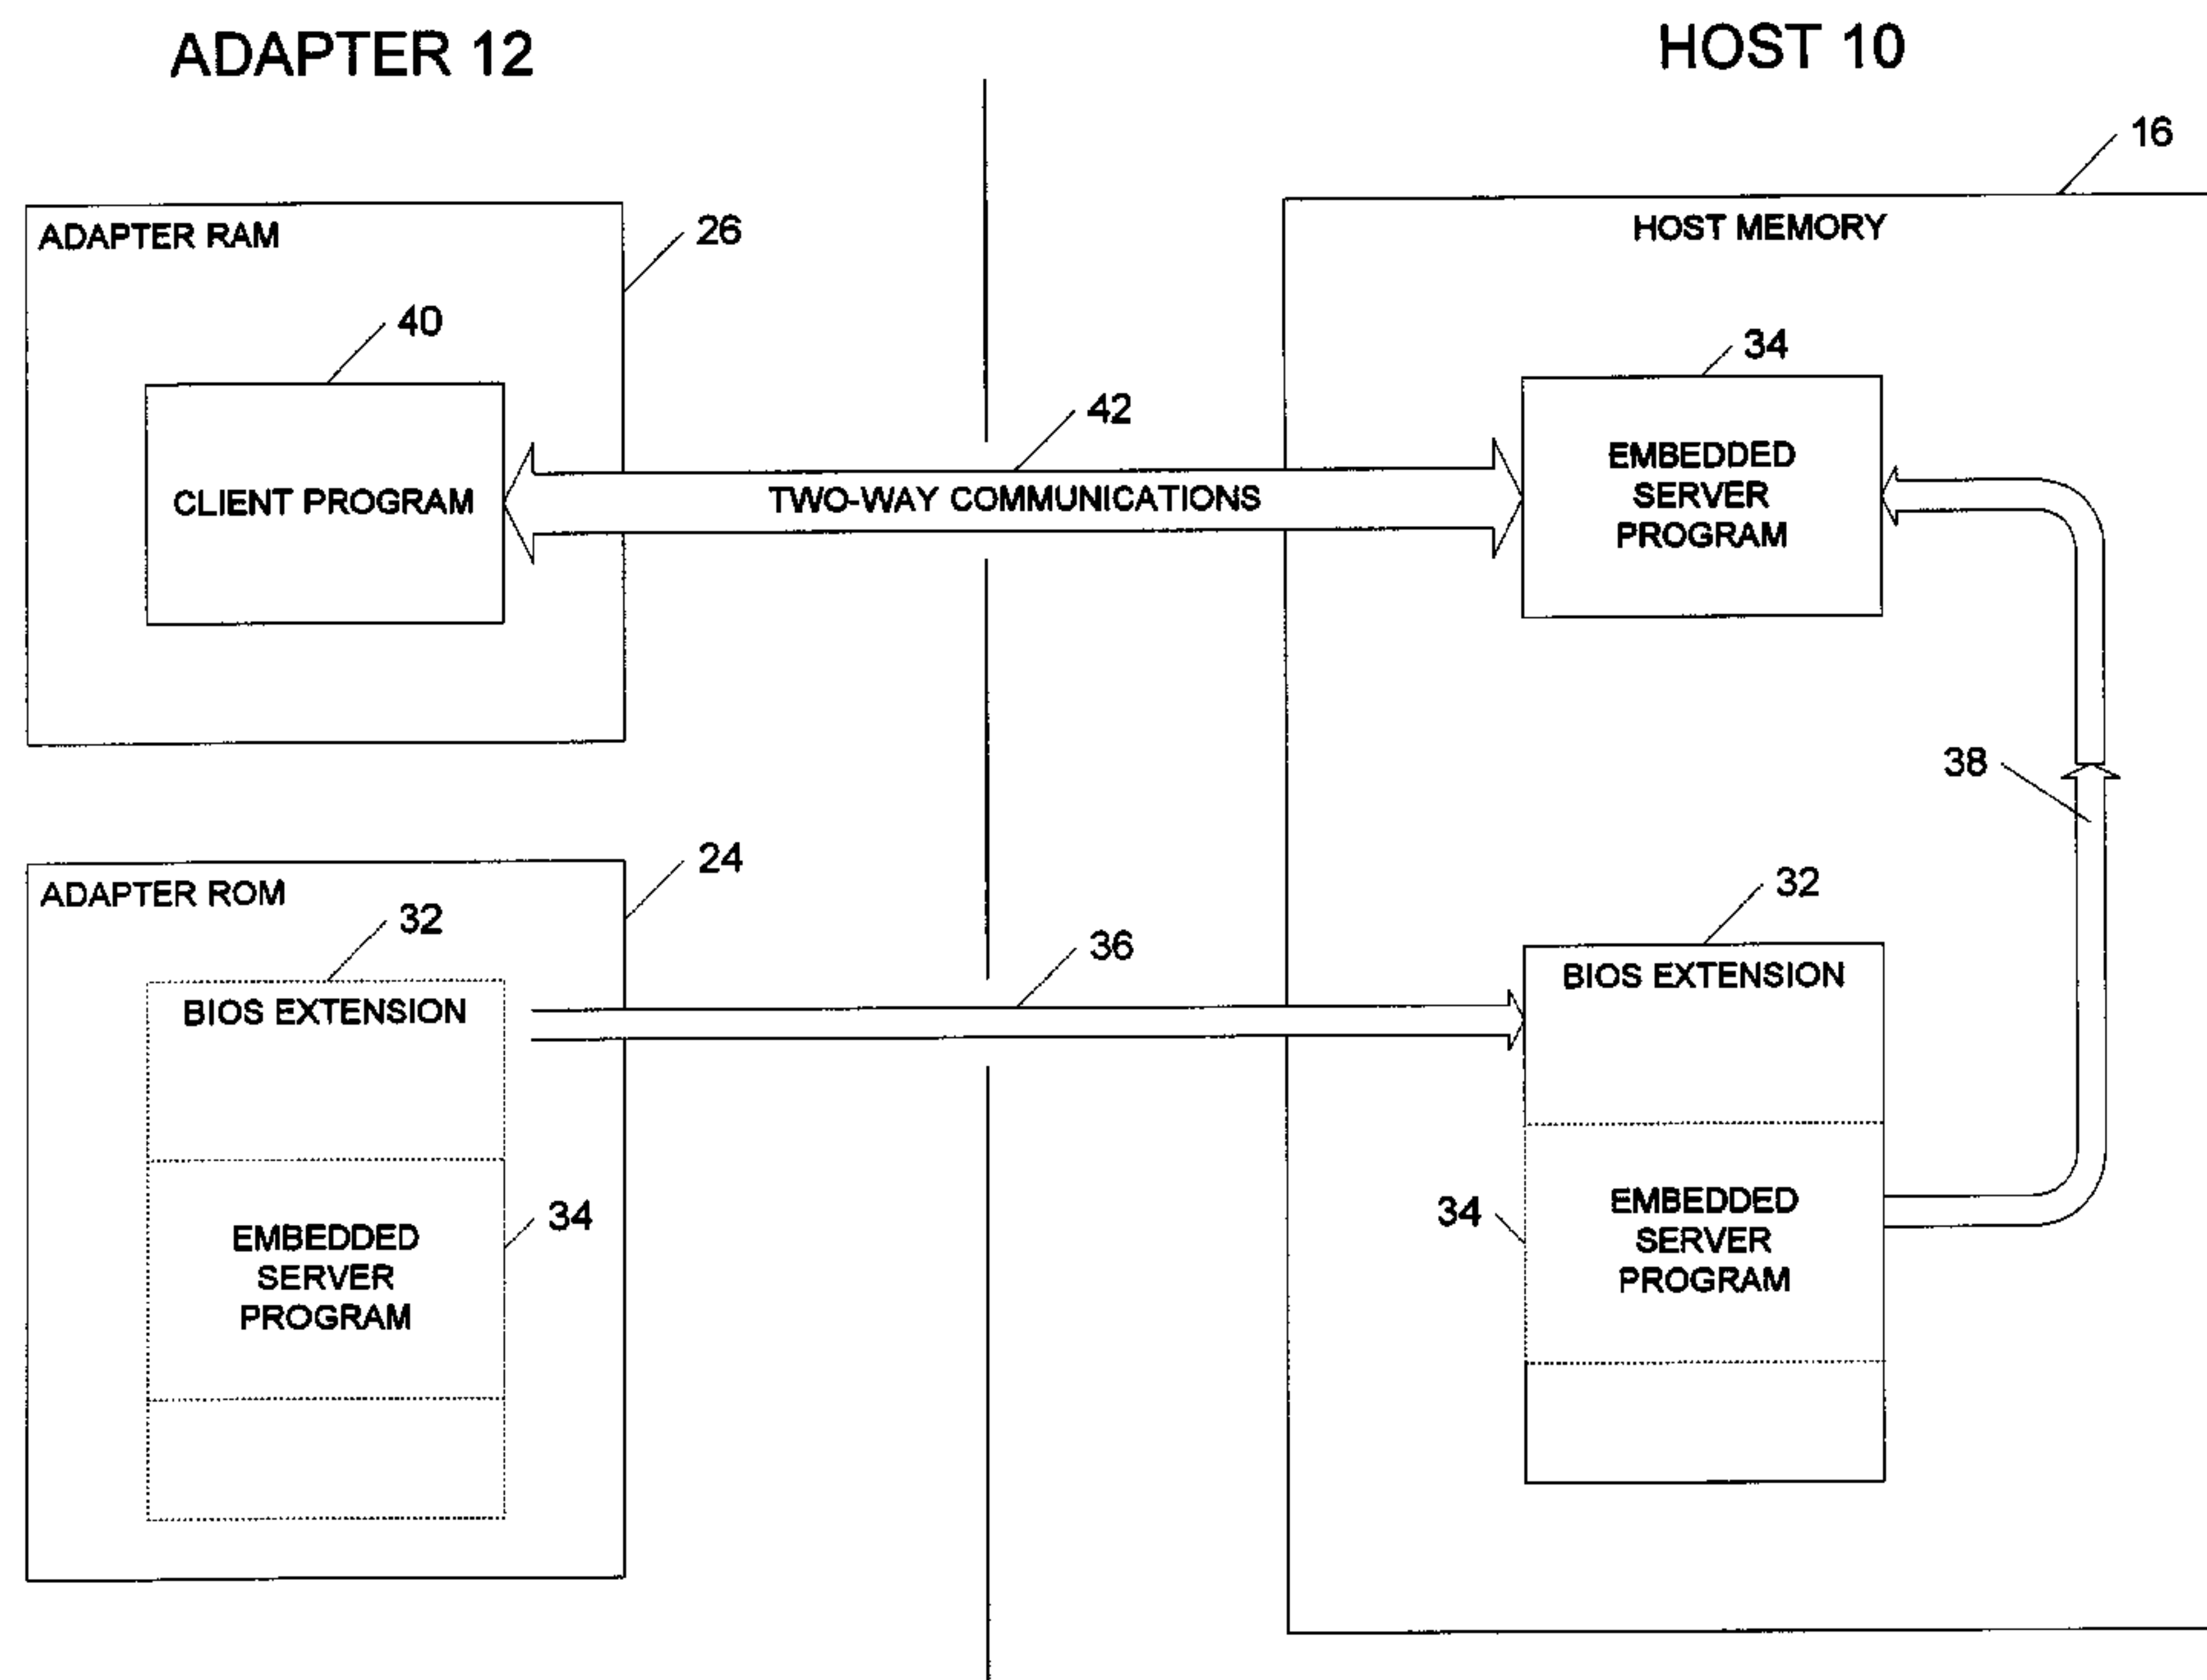 ADAPTER 12
HOST 10
16
ADAPTER RAM
26
HOST MEMORY
40
34
42
CLIENT PROGRAM
TWO-WAY COMMUNICATIONS
EMBEDDED
SERVER
PROGRAM
38
24
ADAPTER ROM
32
36
32
BIOS EXTENSION
BIOS EXTENSION
34
EMBEDDED
SERVER
PROGRAM
34
EMBEDDED
SERVER
PROGRAM